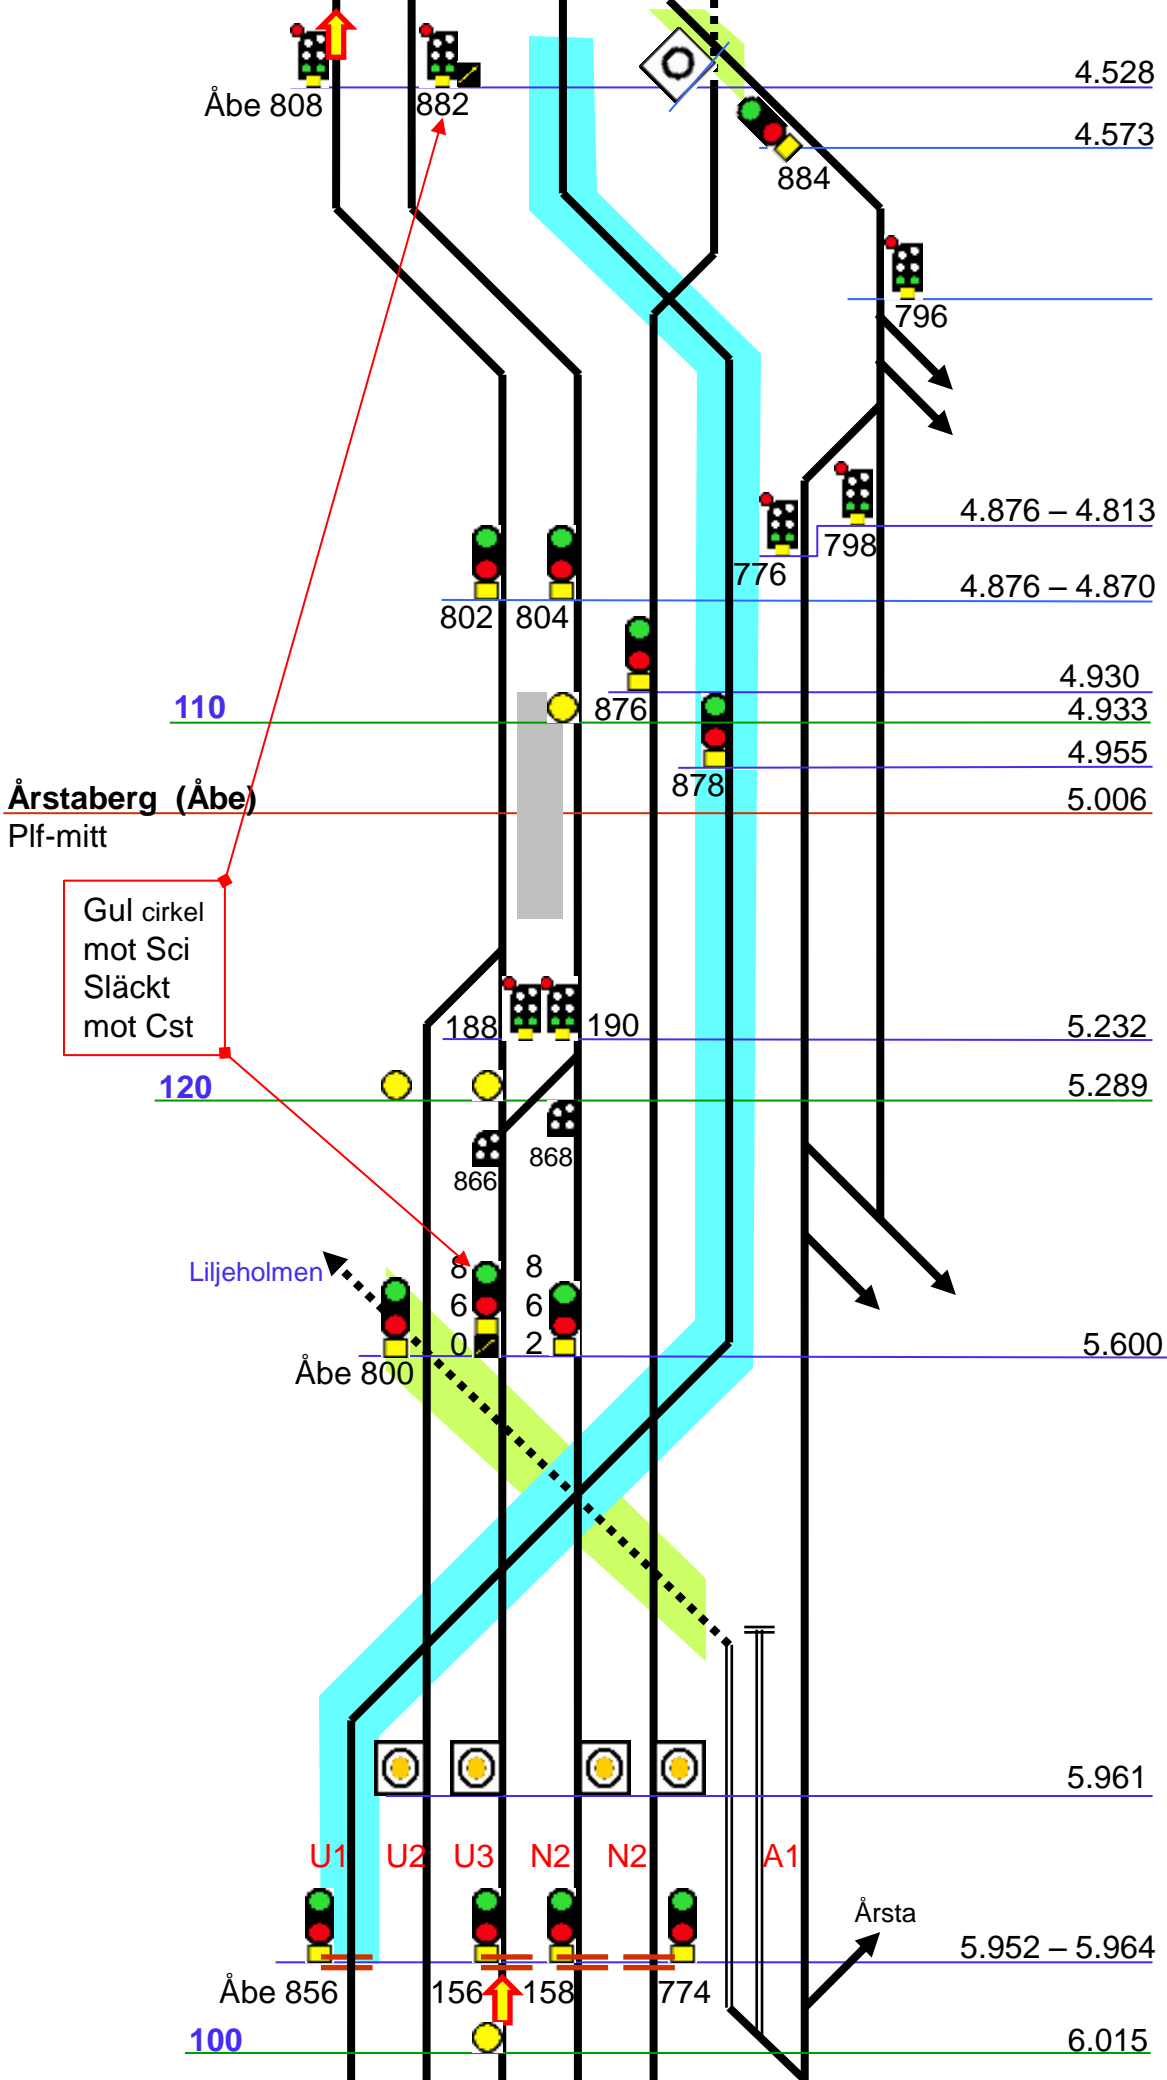 4.528
Åbe 808
882
4.573
884
796
4.876 – 4.813
798
776
4.876 – 4.870
802
804
4.930
876
110
4.933
4.955
878
Årstaberg (Åbe)
5.006
Plf-mitt
Gul cirkel
mot Sci
Släckt
mot Cst
188
190
5.232
120
5.289
868
866
Liljeholmen
8 8
6 6
0 2
5.600
Åbe 800
5.961
U1 U2 U3 N2 N2 A1
Årsta
5.952 – 5.964
Åbe 856
156
158
774
100
6.015